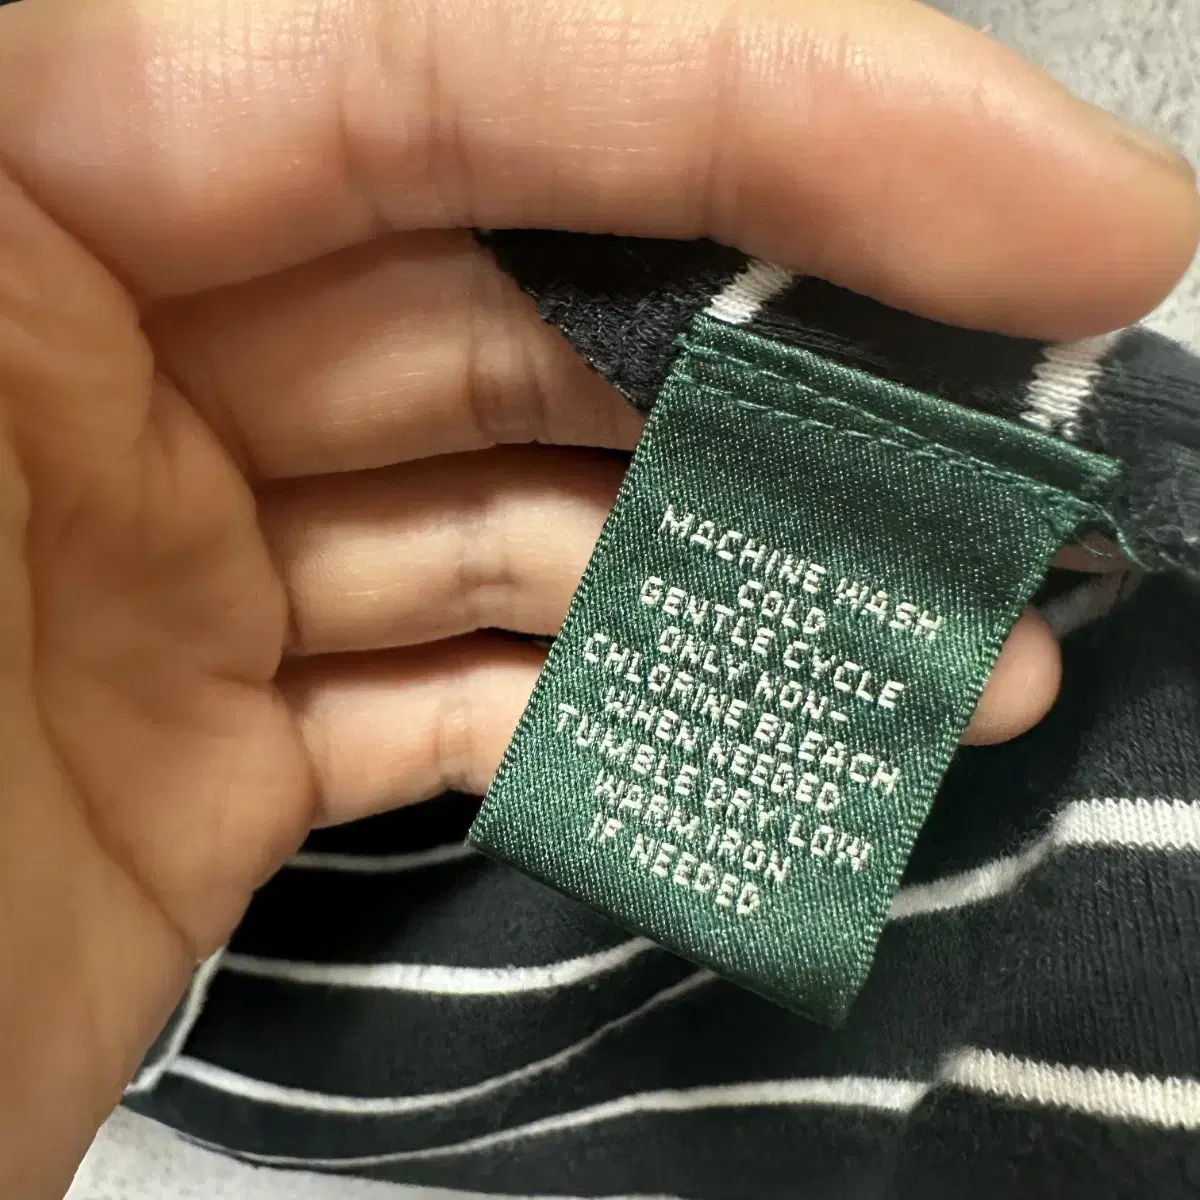 MACHINE WASH
COLD
GENTLE CYCLE
ONLY NON-
CHLORINE BLEACH
WHEN NEEDED
TUMBLE DRY LOW
WARM IRON
IF NEEDED